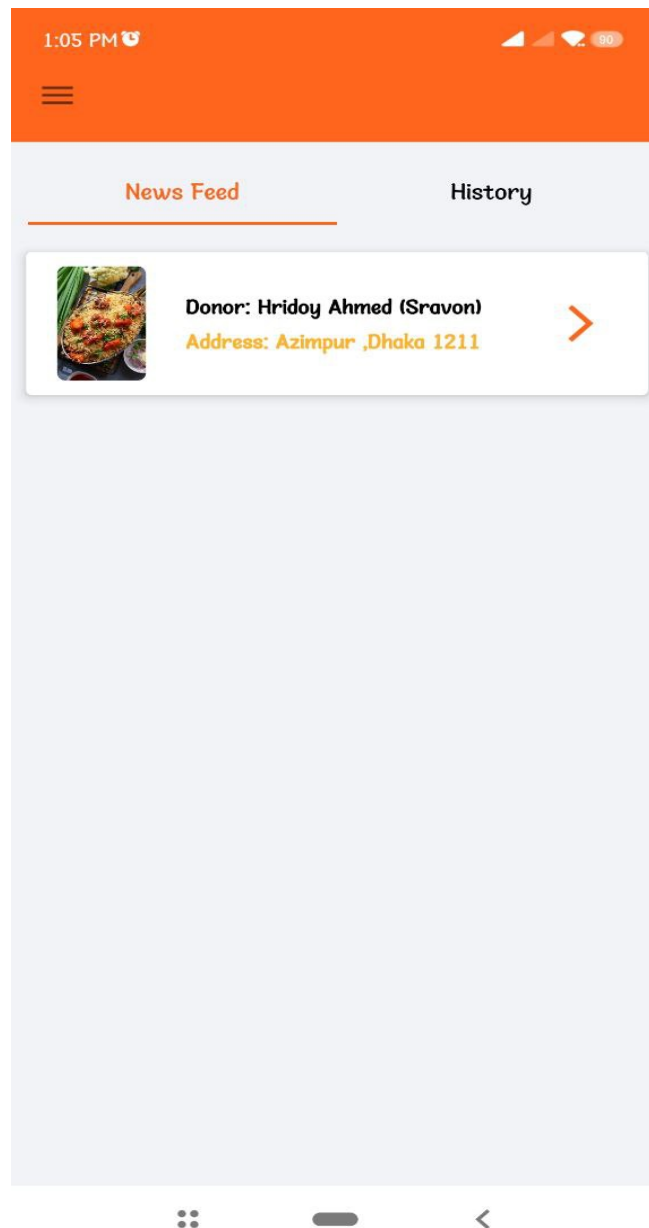 1:05 PM
90
News Feed
History
Donor: Hridoy Ahmed (Sravon)
Address: Azimpur ,Dhaka 1211